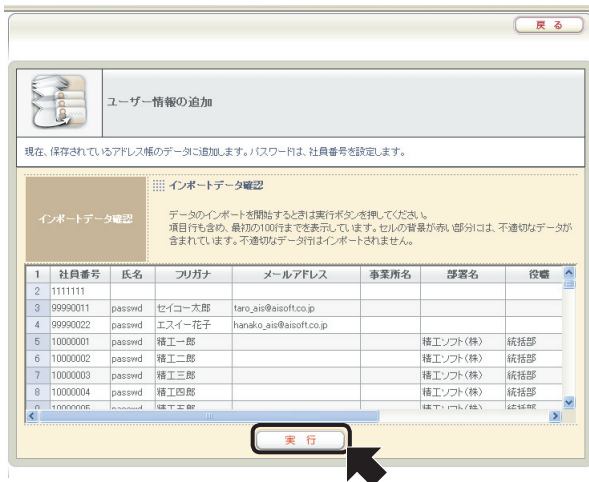 戻 る
ユーザー情報の追加
現在、保存されているアドレス帳のデータに追加します。パスワードは、社員番号を設定します。
インポートデータ確認
インポートデータ確認
データのインポートを開始するときは実行ボタンを押してください。
項目行も含め、最初の100行までを表示しています。セルの背景が赤い部分には、不適切なデータが
含まれています。不適切なデータ行はインポートされません。
1 社員番号 氏名 フリガナ メールアドレス 事業所名 部署名 役職
2 1111111
3 99990011 passwd セイコー太郎 taro_ais@aisoft.co.jp
4 99990022 passwd エスイー花子 hanako_ais@aisoft.co.jp
5 10000001 passwd 精工一郎 精工ソフト(株) 統括部
6 10000002 passwd 精工二郎 精工ソフト(株) 統括部
7 10000003 passwd 精工三郎 精工ソフト(株) 統括部
8 10000004 passwd 精工四郎 精工ソフト(株) 統括部
実 行